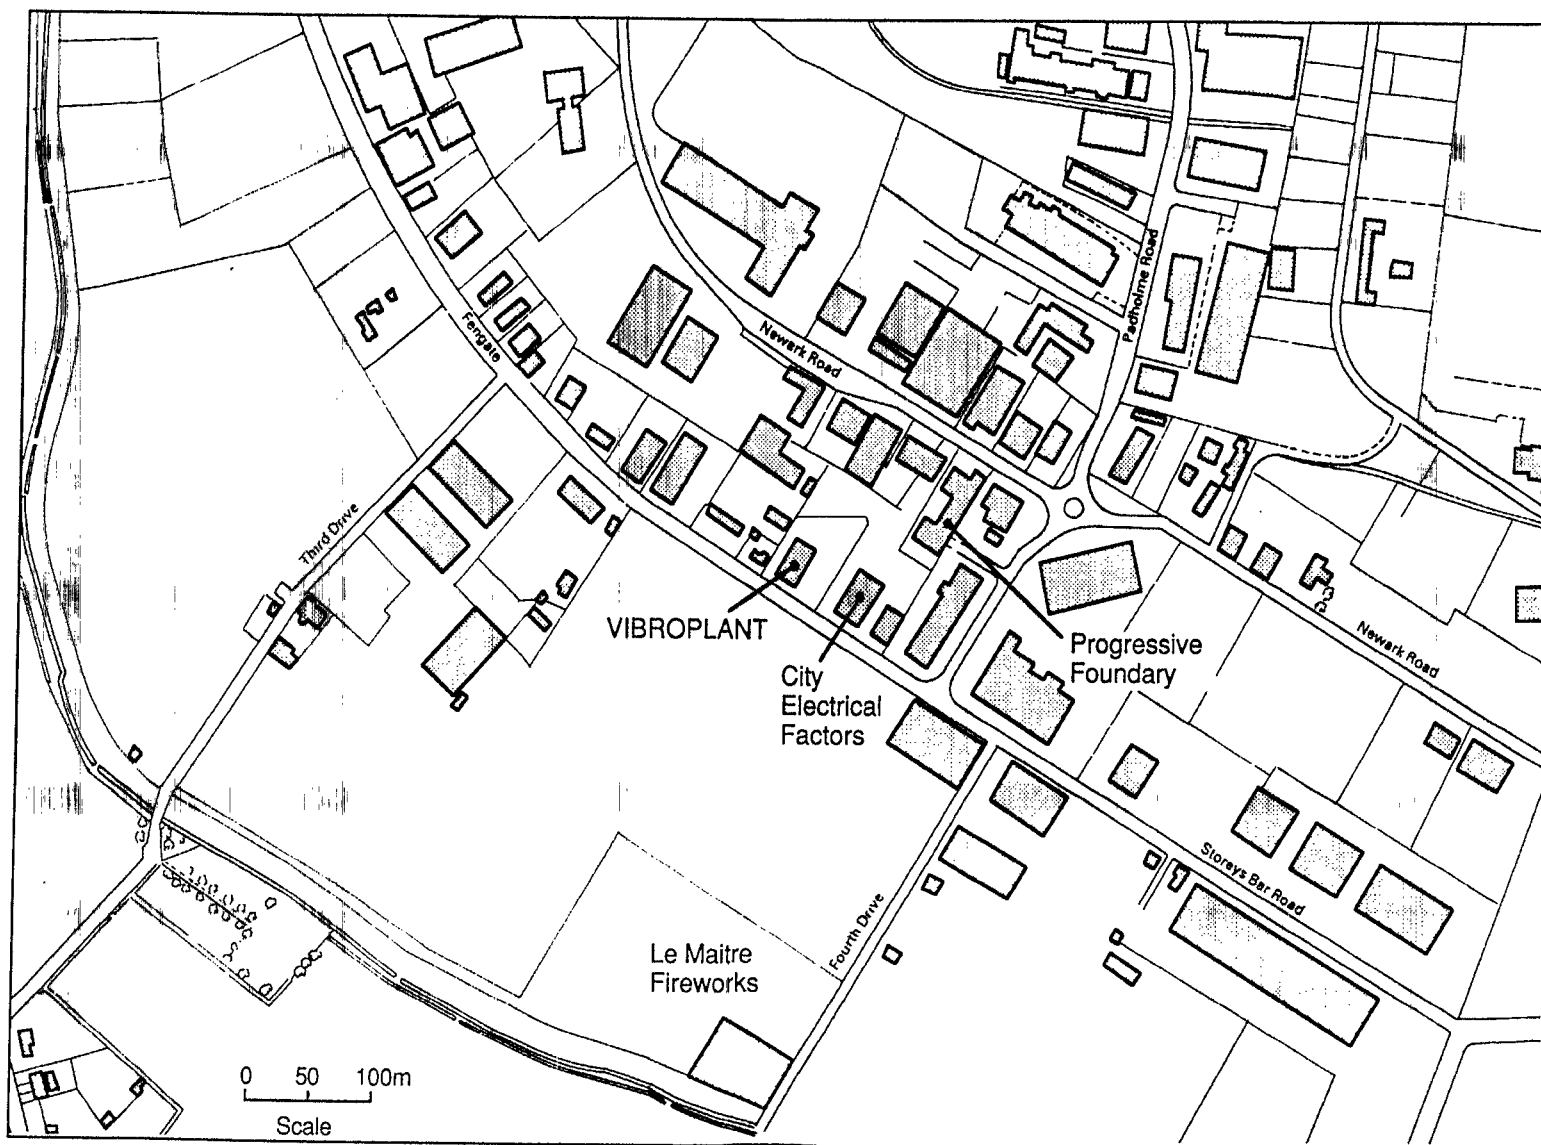 Padholme Road
Newark Road
Fengate
Third Drive
VIBROPLANT
City
Electrical
Factors
Progressive
Foundary
Newark Road
Storeys Bar Road
Fourth Drive
Le Maitre
Fireworks
0 50 100m
Scale